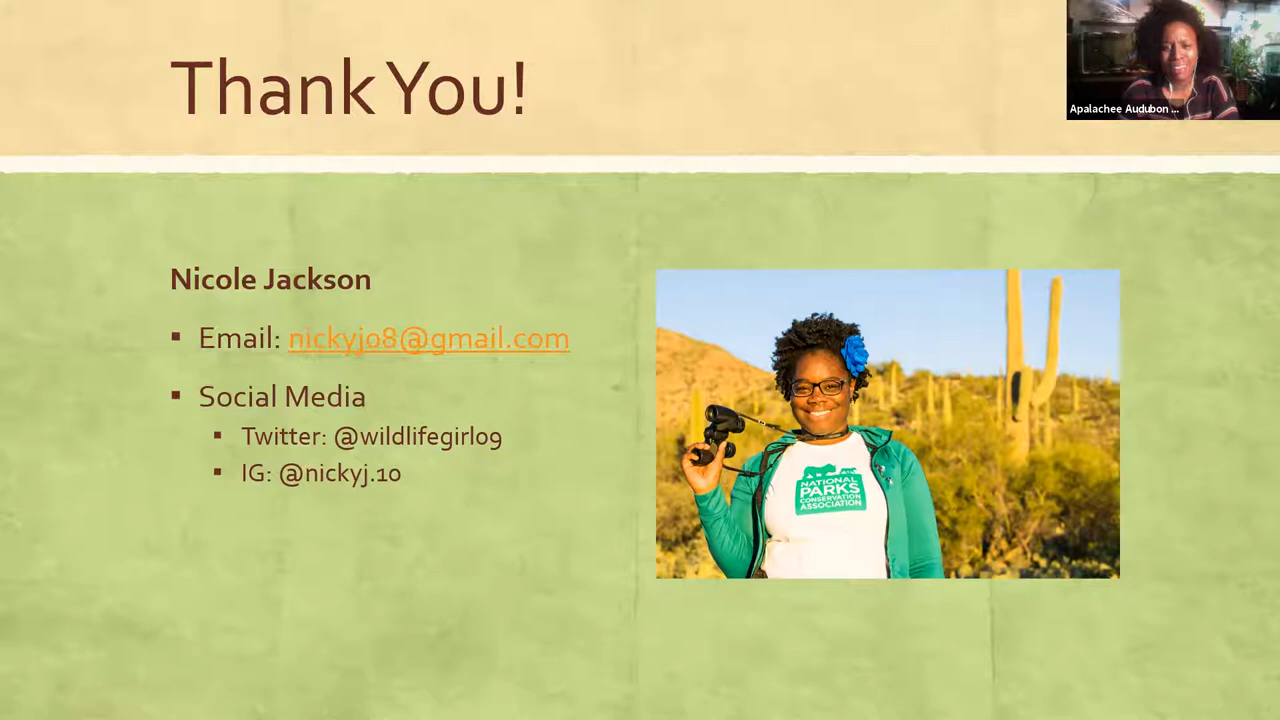 Thank You!
Apalachee Audubon ...
Nicole Jackson
▪ Email: nickyj08@gmail.com
▪ Social Media
▪ Twitter: @wildlifegirl09
▪ IG: @nickyj.10
NATIONAL
PARKS
CONSERVATION
ASSOCIATION